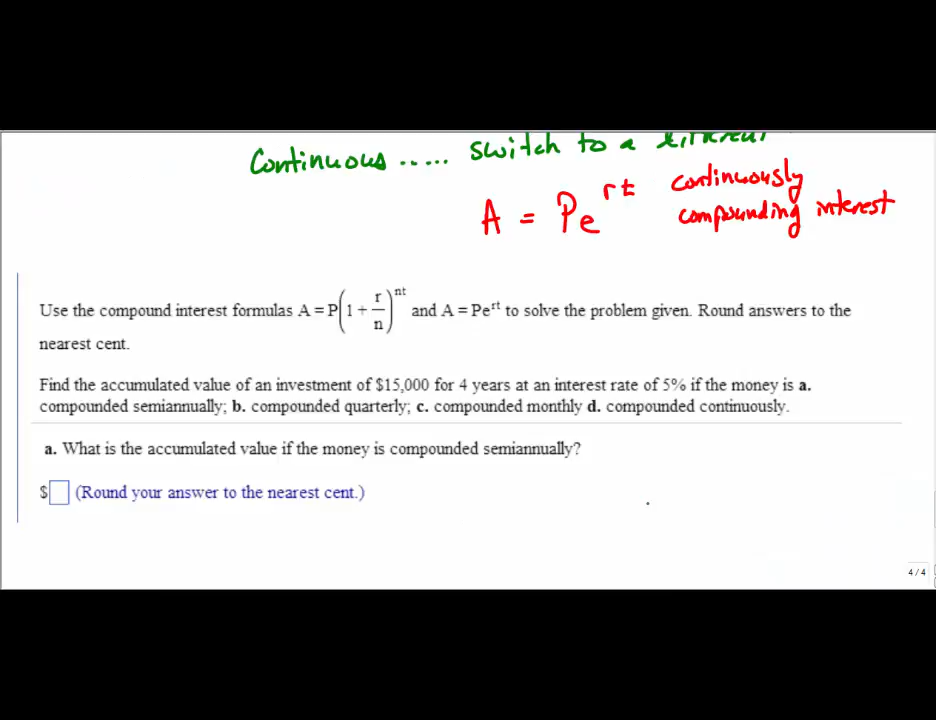 Continuous ..... switch to a different
A = Pe^rt continuously
compounding interest
Use the compound interest formulas A = P(1 + r/n)^nt and A = Pe^rt to solve the problem given. Round answers to the
nearest cent.
Find the accumulated value of an investment of $15,000 for 4 years at an interest rate of 5% if the money is a.
compounded semiannually; b. compounded quarterly; c. compounded monthly d. compounded continuously.
a. What is the accumulated value if the money is compounded semiannually?
$ (Round your answer to the nearest cent.)
4 / 4